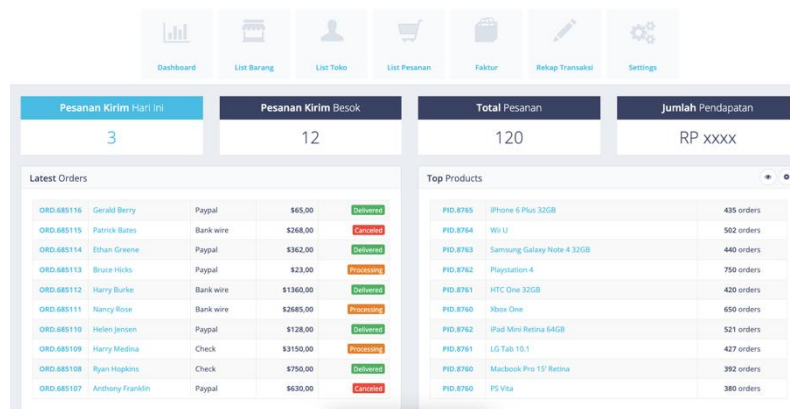 Dashboard List Barang List Toko List Pesanan Faktur Rekap Transaksi Settings
Pesanan Kirim Hari Ini
3
Pesanan Kirim Besok
12
Total Pesanan
120
Jumlah Pendapatan
RP xxxx
Latest Orders
ORD.685116 Gerald Berry Paypal $65,00 Delivered
ORD.685115 Patrick Bates Bank wire $268,00 Canceled
ORD.685114 Ethan Greene Paypal $362,00 Delivered
ORD.685113 Bruce Hicks Paypal $23,00 Processing
ORD.685112 Harry Burke Bank wire $1360,00 Delivered
ORD.685111 Nancy Rose Bank wire $2685,00 Processing
ORD.685110 Helen Jensen Paypal $128,00 Delivered
ORD.685109 Harry Medina Check $3150,00 Processing
ORD.685108 Ryan Hopkins Check $750,00 Delivered
ORD.685107 Anthony Franklin Paypal $630,00 Canceled
Top Products
PID.8765 iPhone 6 Plus 32GB 435 orders
PID.8764 Wii U 502 orders
PID.8763 Samsung Galaxy Note 4 32GB 440 orders
PID.8762 Playstation 4 750 orders
PID.8761 HTC One 32GB 420 orders
PID.8760 Xbox One 650 orders
PID.8762 iPad Mini Retina 64GB 521 orders
PID.8761 LG Tab 10.1 427 orders
PID.8760 Macbook Pro 15' Retina 392 orders
PID.8760 PS Vita 380 orders